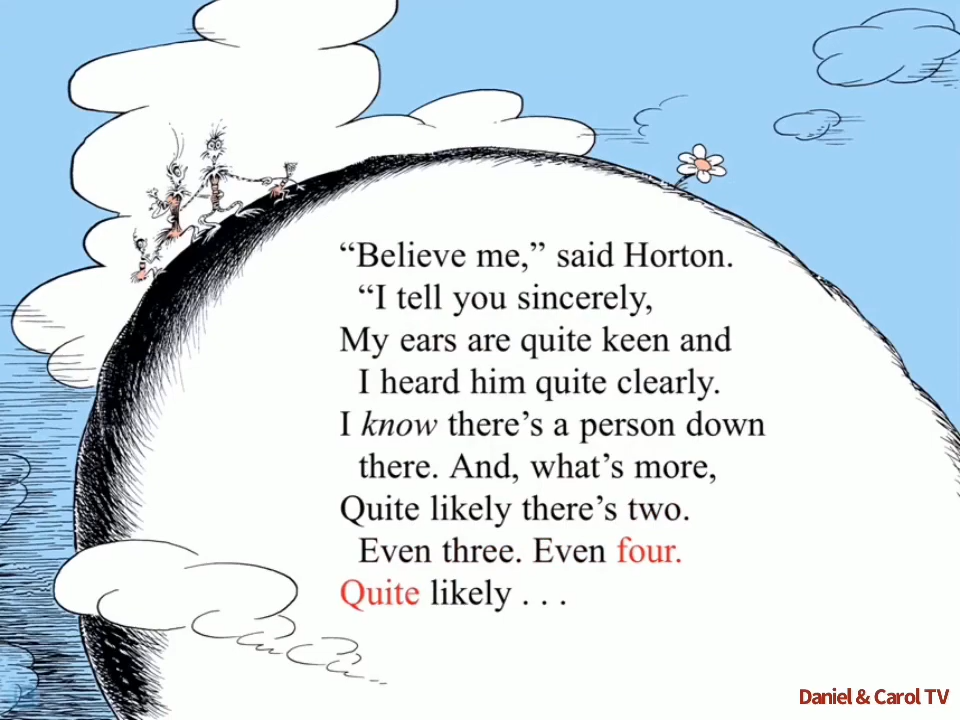 “Believe me,” said Horton.
“I tell you sincerely,
My ears are quite keen and
I heard him quite clearly.
I know there’s a person down
there. And, what’s more,
Quite likely there’s two.
Even three. Even four.
Quite likely . . .
Daniel & Carol TV